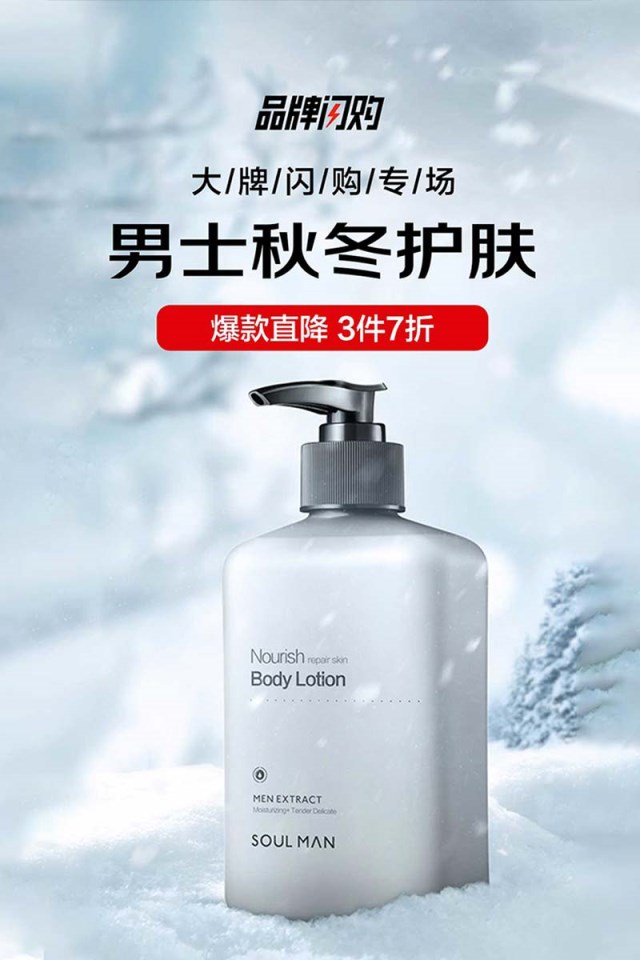 品牌闪购
大/牌/闪/购/专/场
男士秋冬护肤
爆款直降 3件7折
Nourish repair skin
Body Lotion
MEN EXTRACT
Moisturizing+ Tender Delicate
SOUL MAN